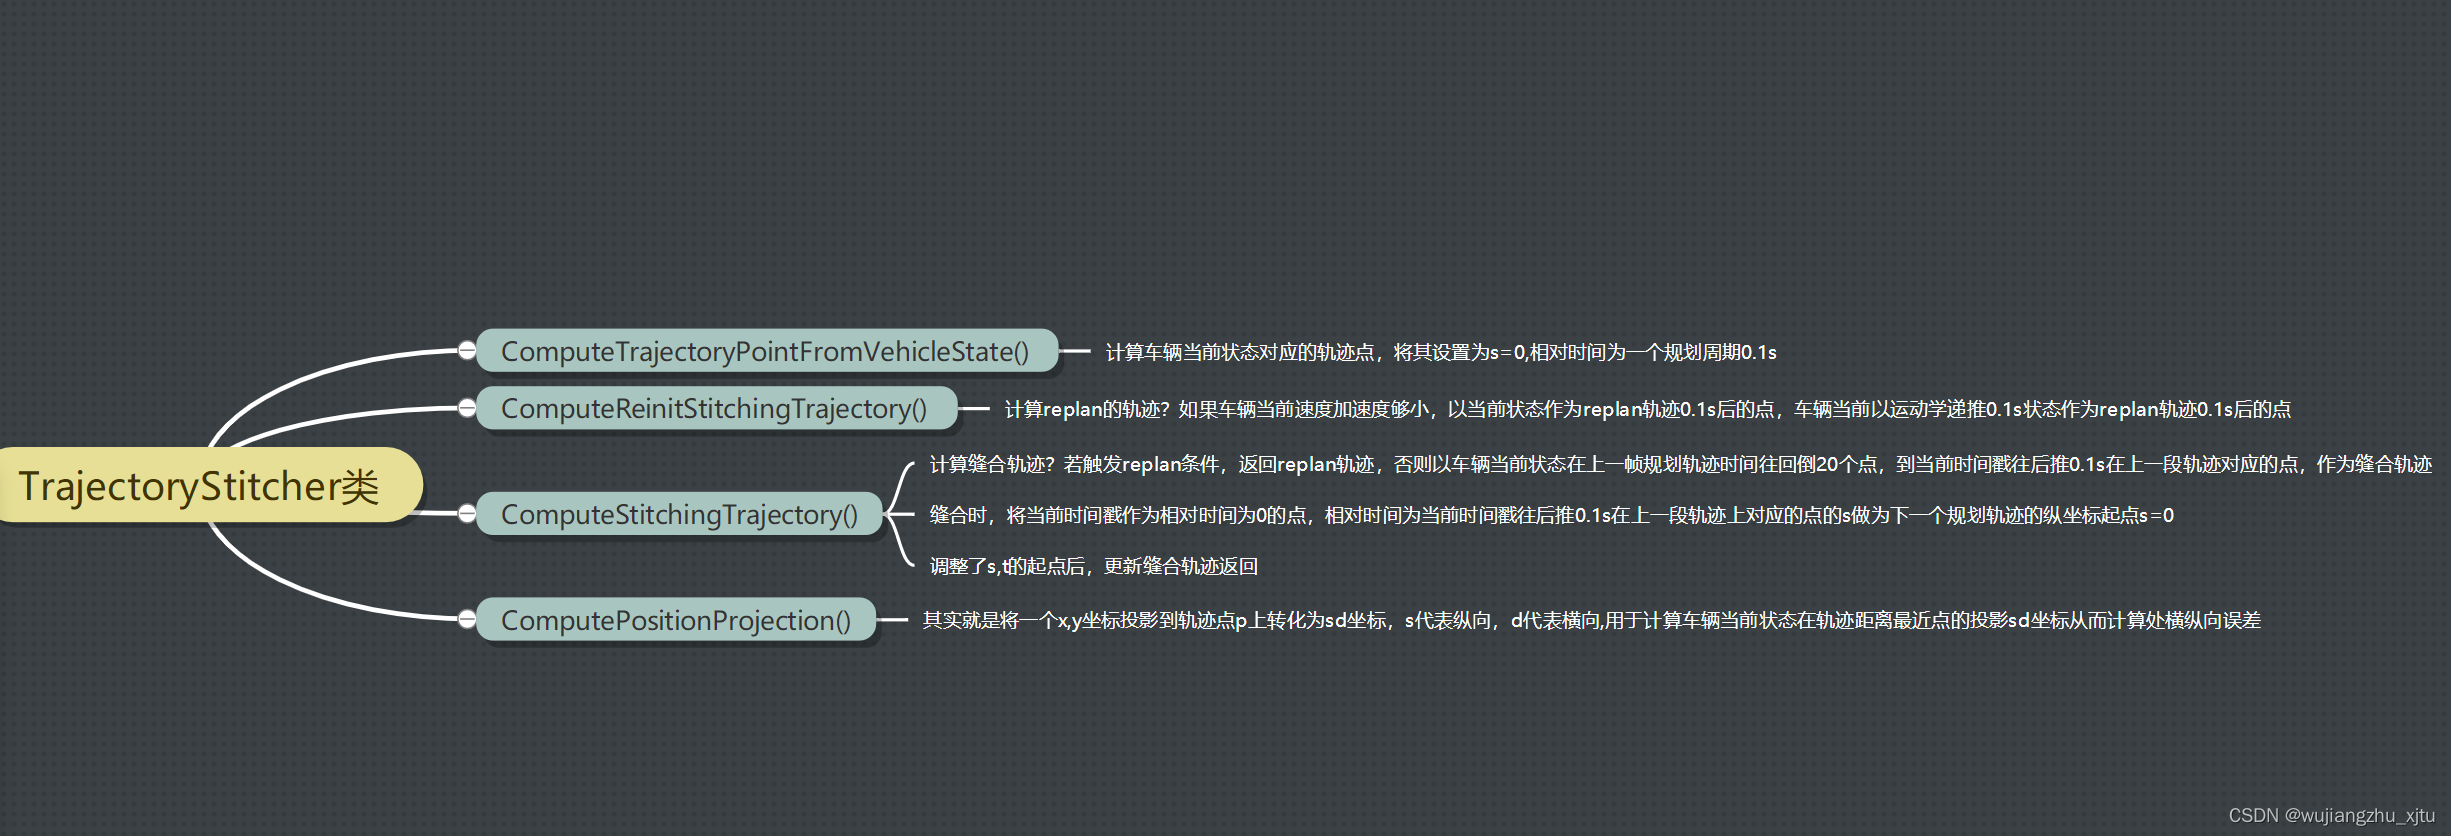 TrajectoryStitcher类
ComputeTrajectoryPointFromVehicleState()
计算车辆当前状态对应的轨迹点，将其设置为s=0,相对时间为一个规划周期0.1s
ComputeReinitStitchingTrajectory()
计算replan的轨迹？如果车辆当前速度加速度够小，以当前状态作为replan轨迹0.1s后的点，车辆当前以运动学递推0.1s状态作为replan轨迹0.1s后的点
ComputeStitchingTrajectory()
计算缝合轨迹？若触发replan条件，返回replan轨迹，否则以车辆当前状态在上一帧规划轨迹时间往回倒20个点，到当前时间戳往后推0.1s在上一段轨迹对应的点，作为缝合轨迹
缝合时，将当前时间戳作为相对时间为0的点，相对时间为当前时间戳往后推0.1s在上一段轨迹上对应的点的s做为下一个规划轨迹的纵坐标起点s=0
调整了s,t的起点后，更新缝合轨迹返回
ComputePositionProjection()
其实就是将一个x,y坐标投影到轨迹点p上转化为sd坐标，s代表纵向，d代表横向,用于计算车辆当前状态在轨迹距离最近点的投影sd坐标从而计算处横纵向误差
CSDN @wujiangzhu_xjtu